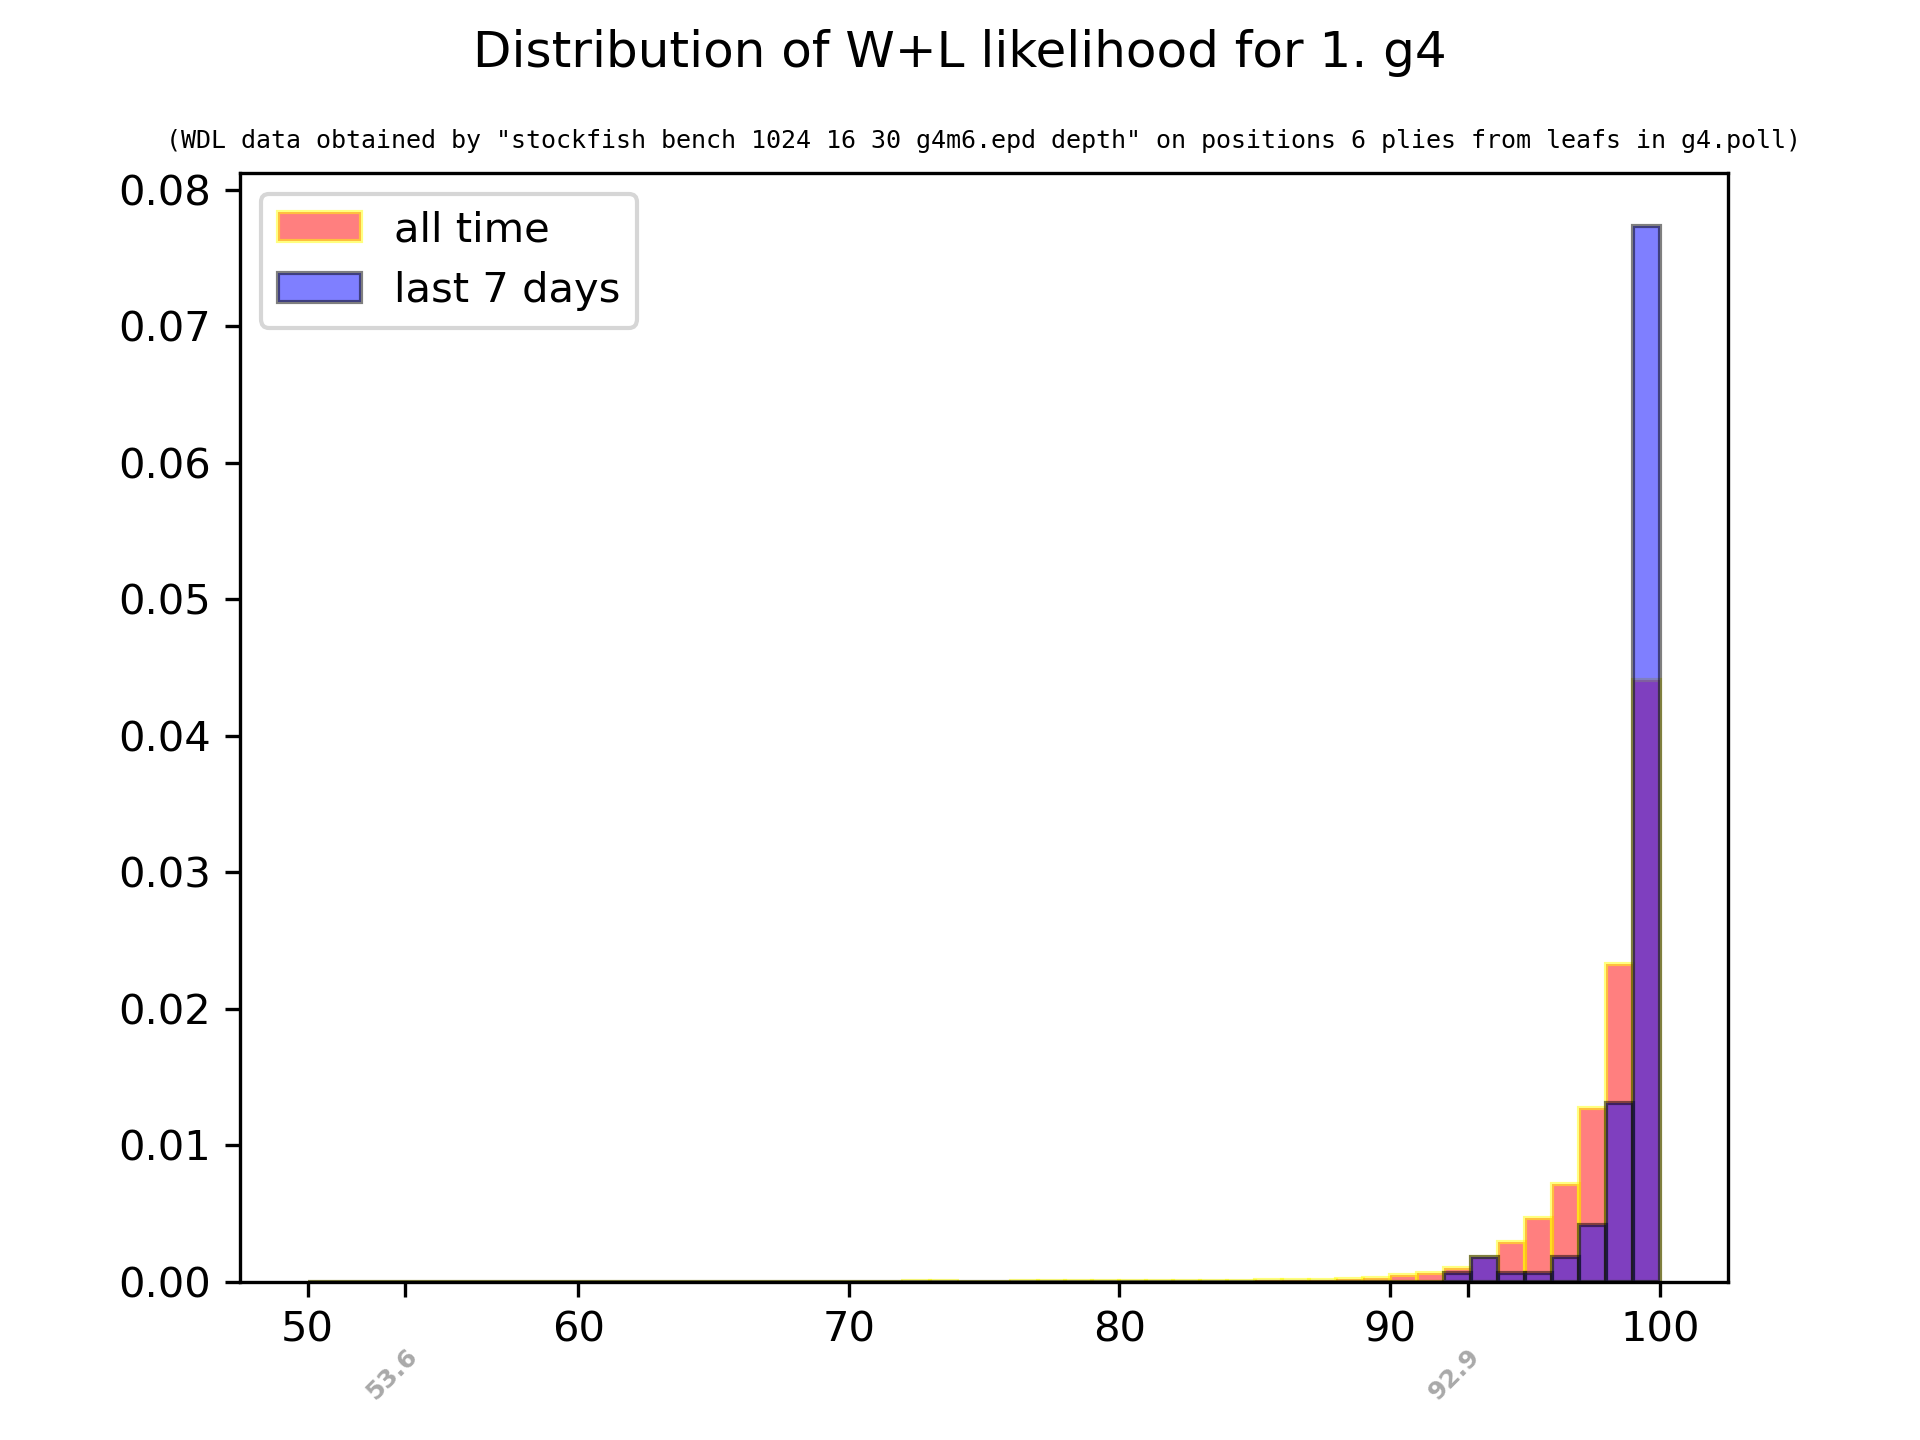 Distribution of W+L likelihood for 1. g4
(WDL data obtained by "stockfish bench 1024 16 30 g4m6.epd depth" on positions 6 plies from leafs in g4.poll)
all time
last 7 days
0.08
0.07
0.06
0.05
0.04
0.03
0.02
0.01
0.00
50 60 70 80 90 100
53.6 92.9